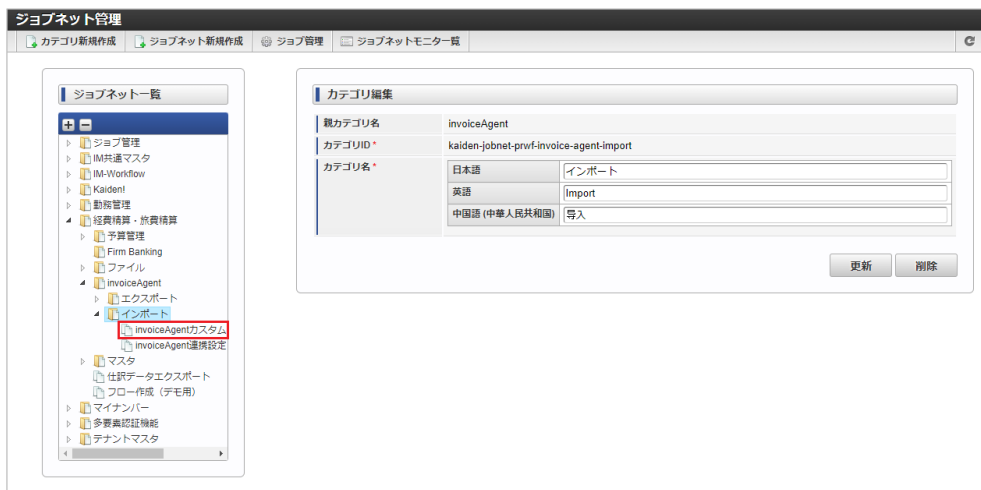 ジョブネット管理
カテゴリ新規作成 ジョブネット新規作成 ジョブ管理 ジョブネットモニター覧
ジョブネット一覧
ジョブ管理
IM共通マスタ
IM-Workflow
Kaiden!
勤務管理
経費精算・旅費精算
予算管理
Firm Banking
ファイル
invoiceAgent
エクスポート
インポート
invoiceAgentカスタム
invoiceAgent連携設定
マスタ
仕訳データエクスポート
フロー作成（デモ用）
マイナンバー
多要素認証機能
テナントマスタ
カテゴリ編集
親カテゴリ名 invoiceAgent
カテゴリID* kaiden-jobnet-prwf-invoice-agent-import
カテゴリ名*
日本語 インポート
英語 Import
中国語 (中華人民共和国) 导入
更新 削除